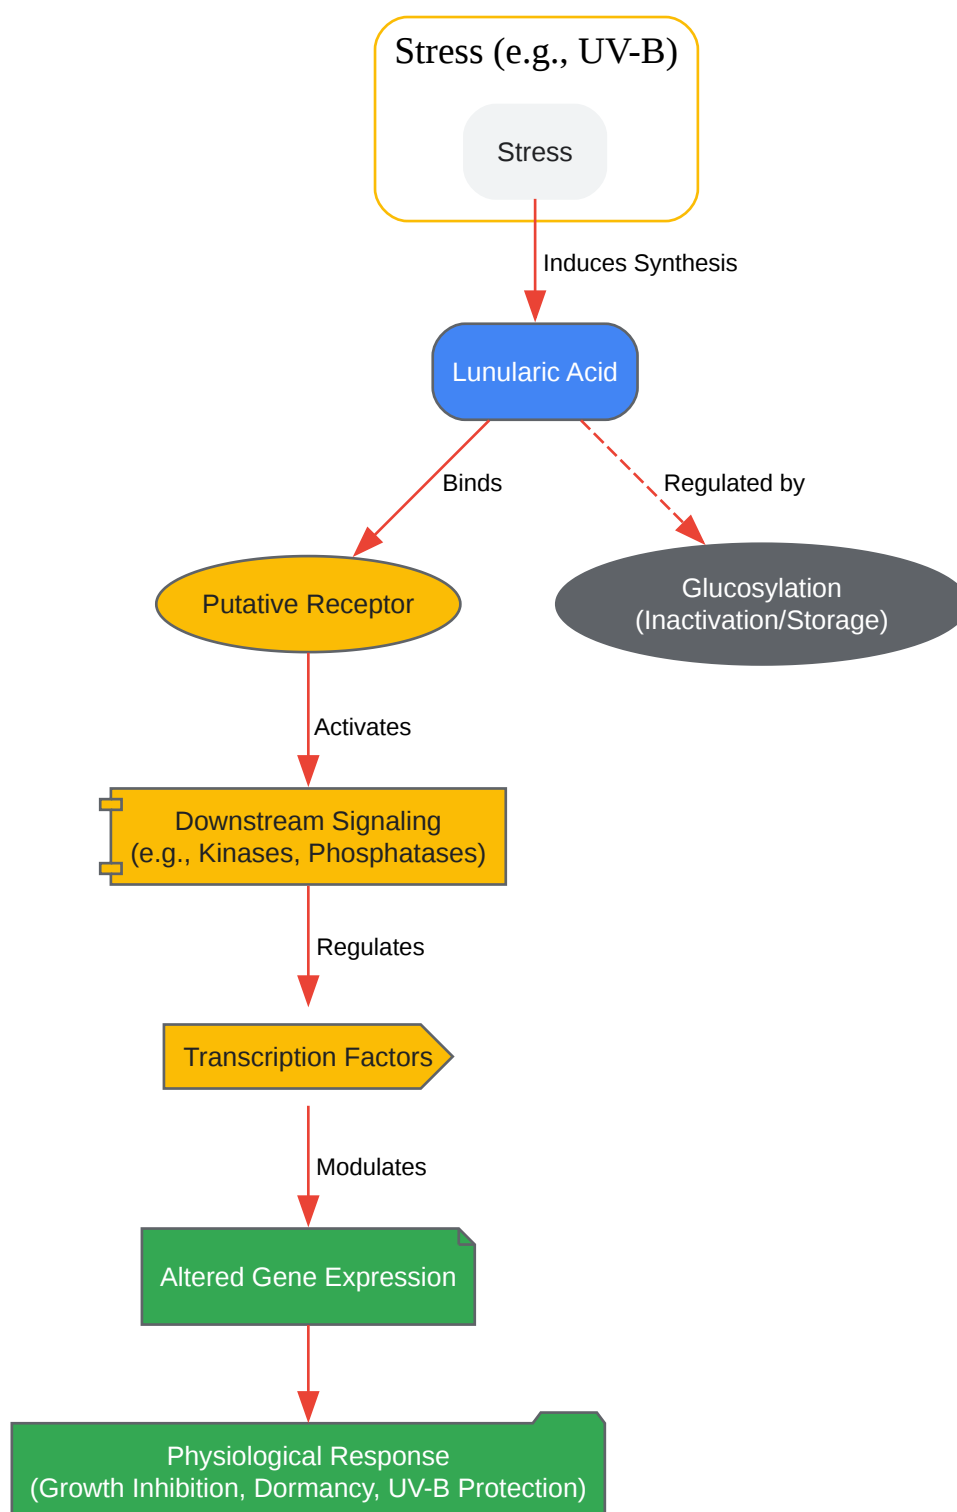 Stress (e.g., UV-B)
Stress
Induces Synthesis
Lunularic Acid
Binds
Regulated by
Putative Receptor
Glucosylation
(Inactivation/Storage)
Activates
Downstream Signaling
(e.g., Kinases, Phosphatases)
Regulates
Transcription Factors
Modulates
Altered Gene Expression
Physiological Response
(Growth Inhibition, Dormancy, UV-B Protection)